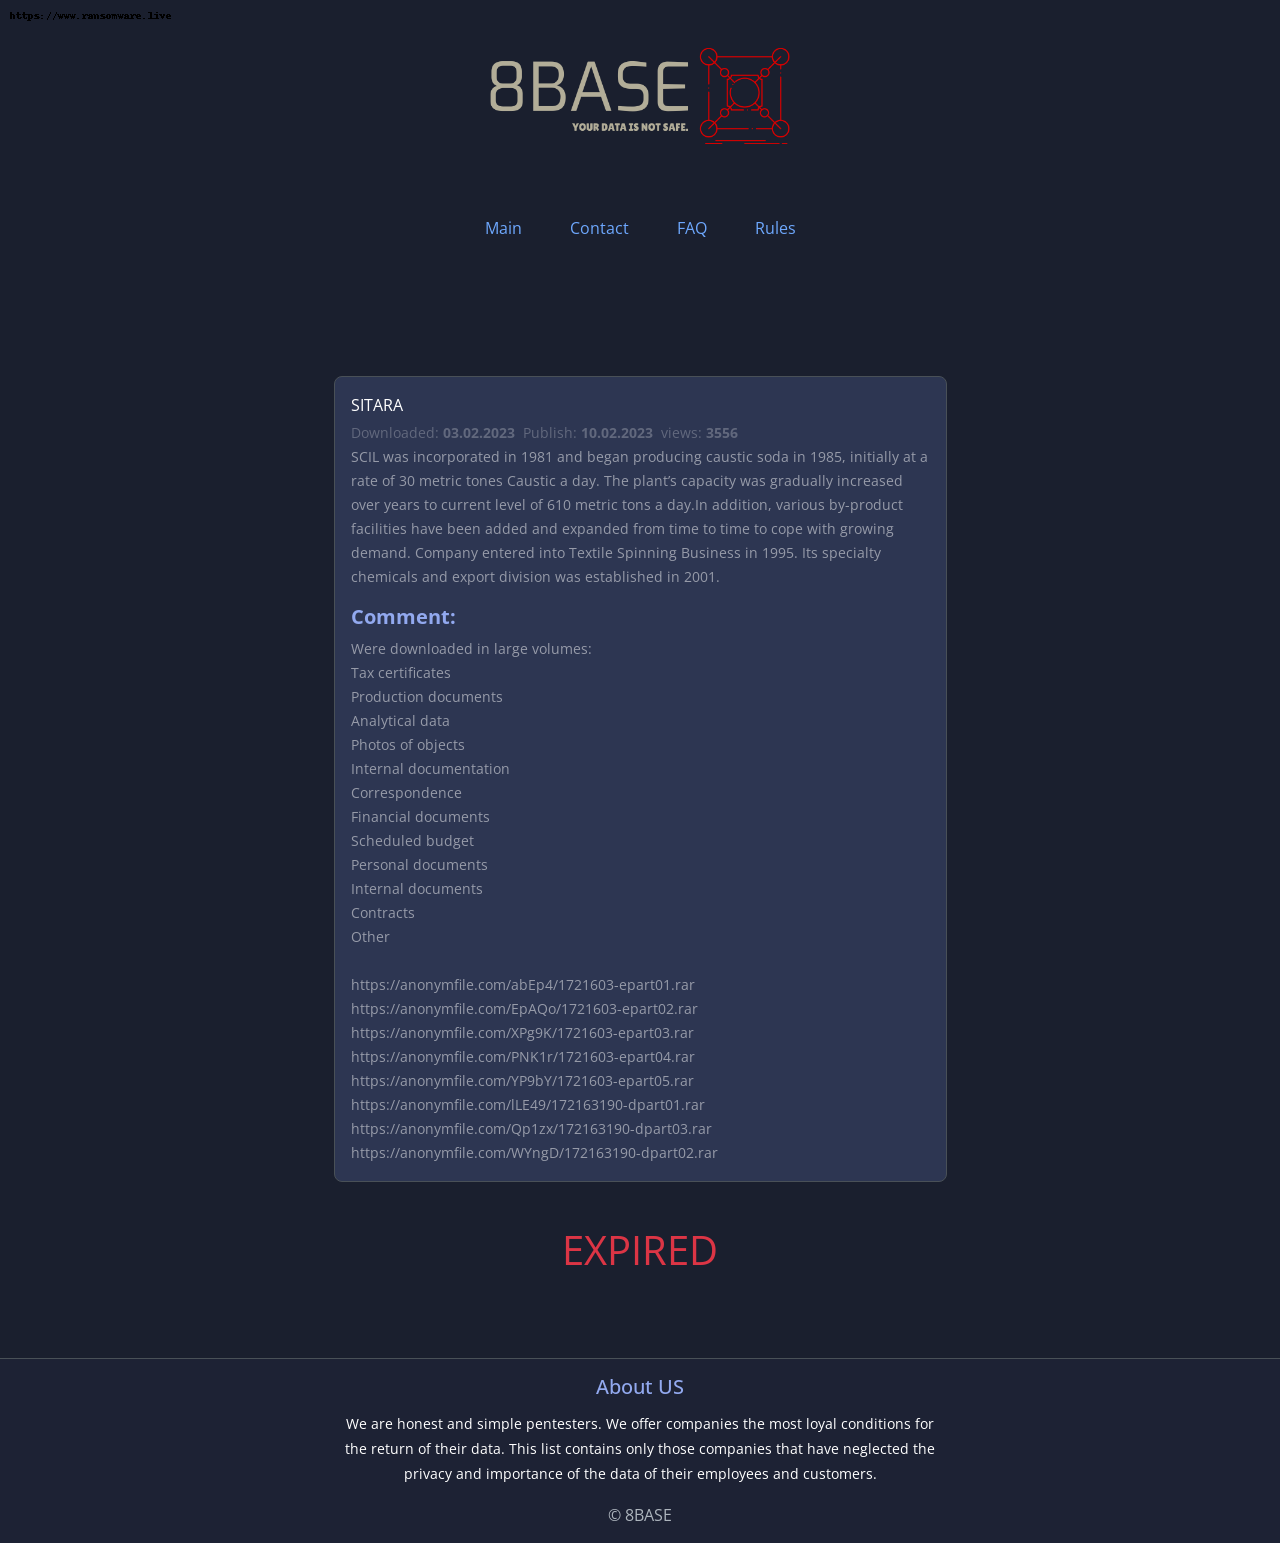 https://www.ransomware.live
8BASE
YOUR DATA IS NOT SAFE.
Main Contact FAQ Rules
SITARA
Downloaded: 03.02.2023 Publish: 10.02.2023 views: 3556
SCIL was incorporated in 1981 and began producing caustic soda in 1985, initially at a
rate of 30 metric tones Caustic a day. The plant’s capacity was gradually increased
over years to current level of 610 metric tons a day.In addition, various by-product
facilities have been added and expanded from time to time to cope with growing
demand. Company entered into Textile Spinning Business in 1995. Its specialty
chemicals and export division was established in 2001.
Comment:
Were downloaded in large volumes:
Tax certificates
Production documents
Analytical data
Photos of objects
Internal documentation
Correspondence
Financial documents
Scheduled budget
Personal documents
Internal documents
Contracts
Other
https://anonymfile.com/abEp4/1721603-epart01.rar
https://anonymfile.com/EpAQo/1721603-epart02.rar
https://anonymfile.com/XPg9K/1721603-epart03.rar
https://anonymfile.com/PNK1r/1721603-epart04.rar
https://anonymfile.com/YP9bY/1721603-epart05.rar
https://anonymfile.com/lLE49/172163190-dpart01.rar
https://anonymfile.com/Qp1zx/172163190-dpart03.rar
https://anonymfile.com/WYngD/172163190-dpart02.rar
EXPIRED
About US
We are honest and simple pentesters. We offer companies the most loyal conditions for
the return of their data. This list contains only those companies that have neglected the
privacy and importance of the data of their employees and customers.
© 8BASE